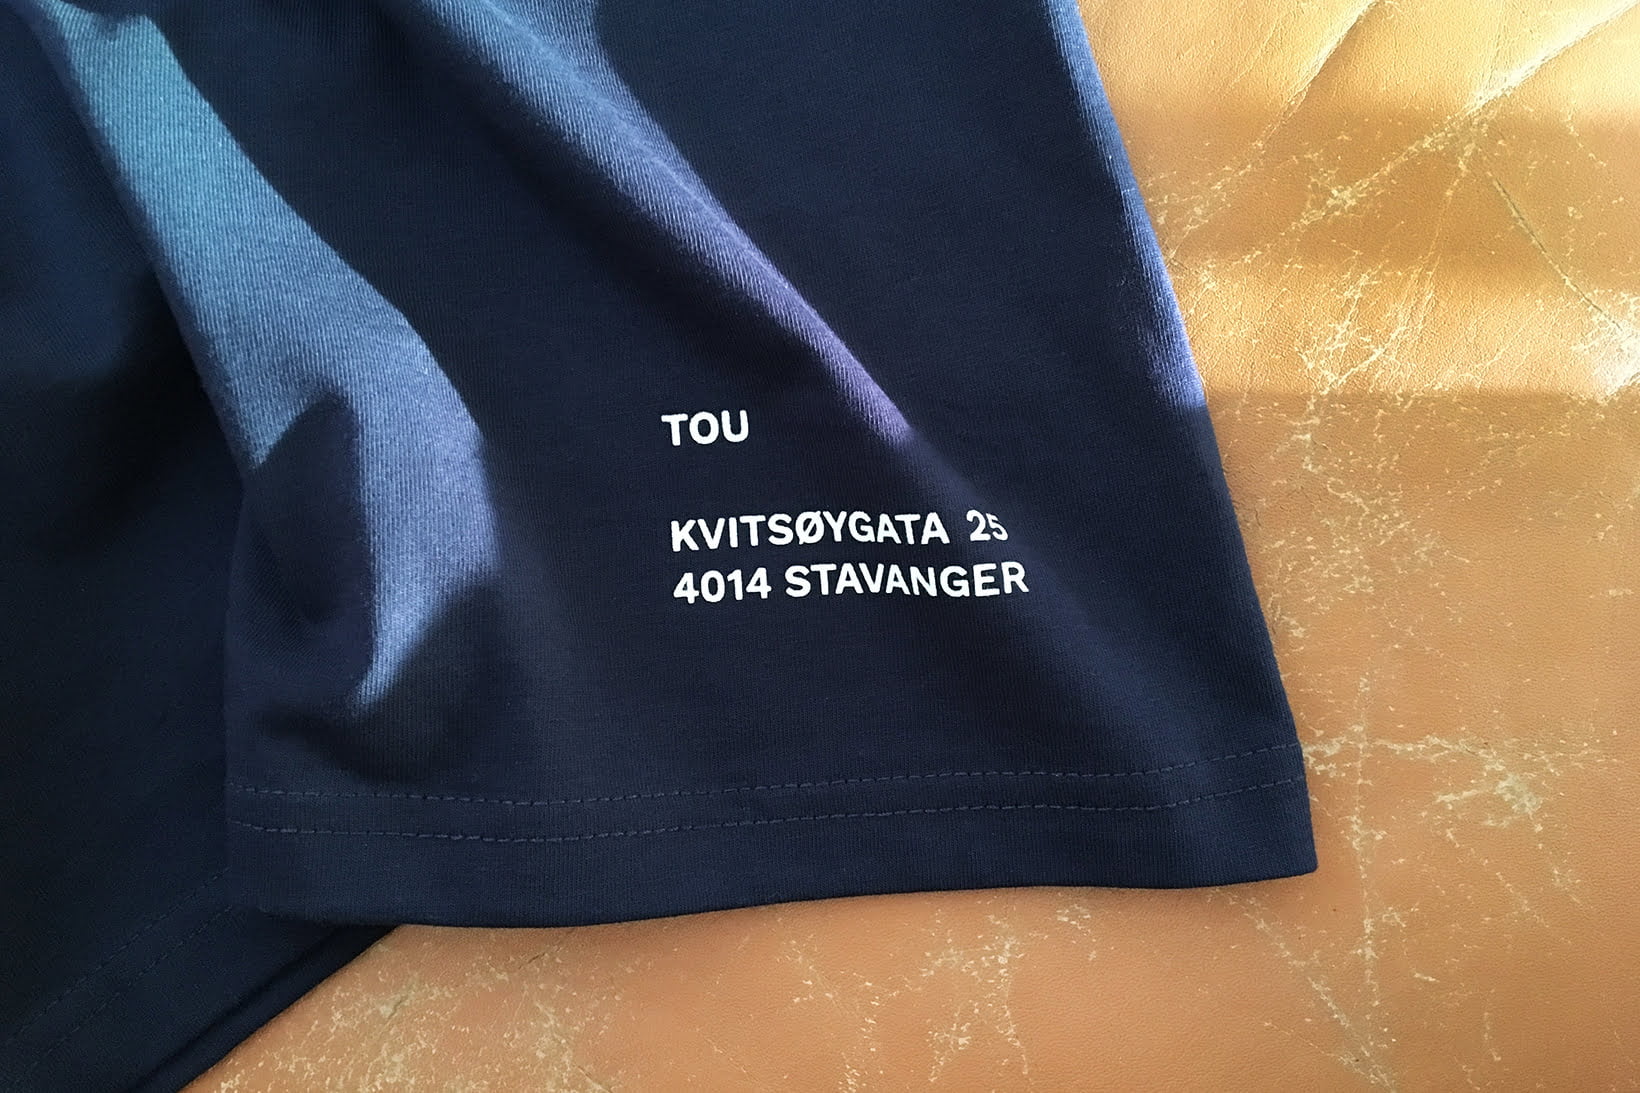 TOU
KVITSØYGATA 25
4014 STAVANGER